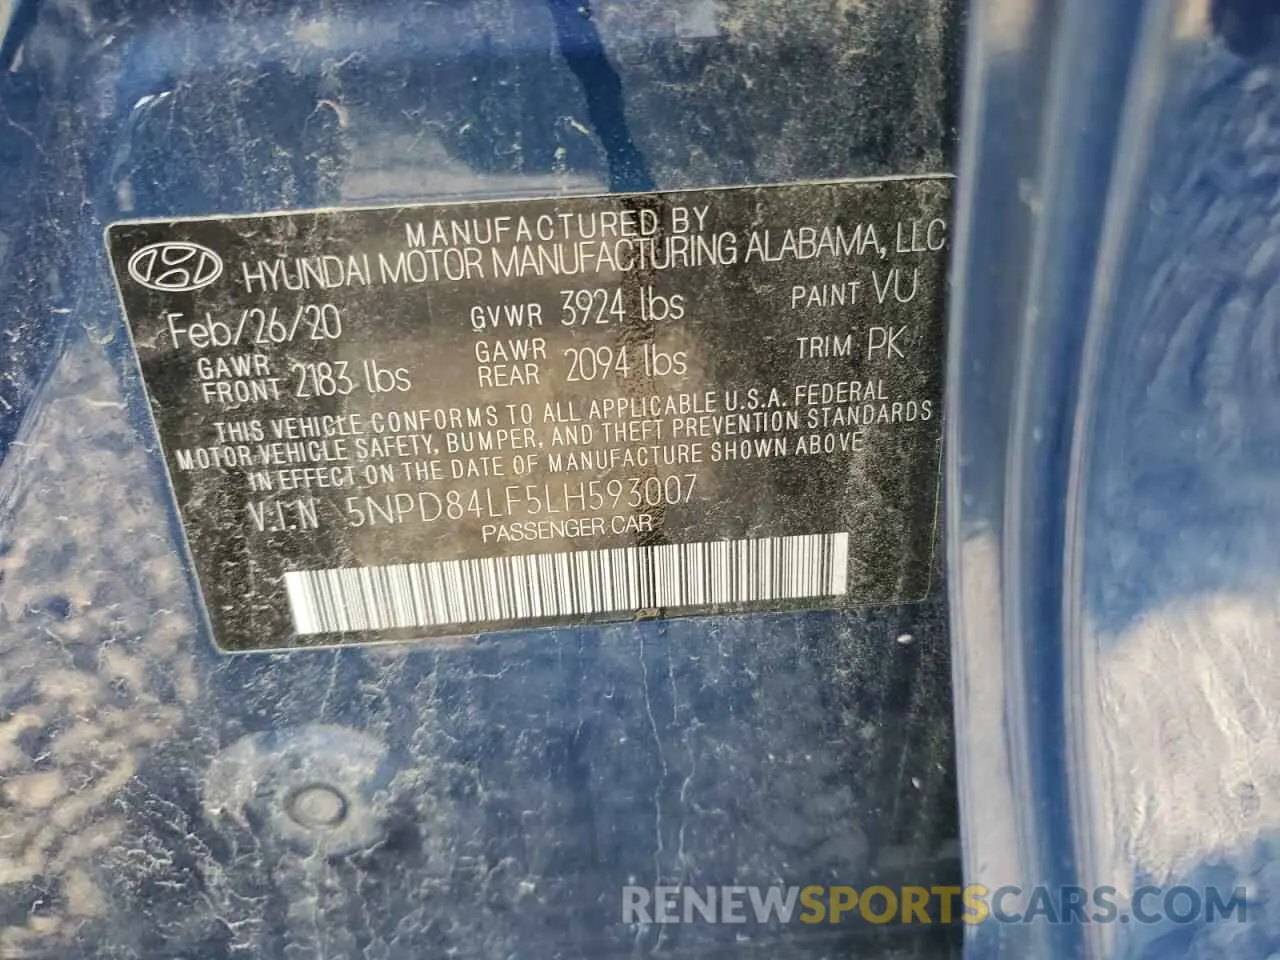 MANUFACTURED BY
HYUNDAI MOTOR MANUFACTURING ALABAMA, LLC
Feb/26/20 GVWR 3924 lbs PAINT VU
GAWR FRONT 2183 lbs GAWR REAR 2094 lbs TRIM PK
THIS VEHICLE CONFORMS TO ALL APPLICABLE U.S.A. FEDERAL
MOTOR VEHICLE SAFETY, BUMPER, AND THEFT PREVENTION STANDARDS
IN EFFECT ON THE DATE OF MANUFACTURE SHOWN ABOVE
V.I.N 5NPD84LF5LH593007
PASSENGER CAR
RENEWSPORTSCARS.COM